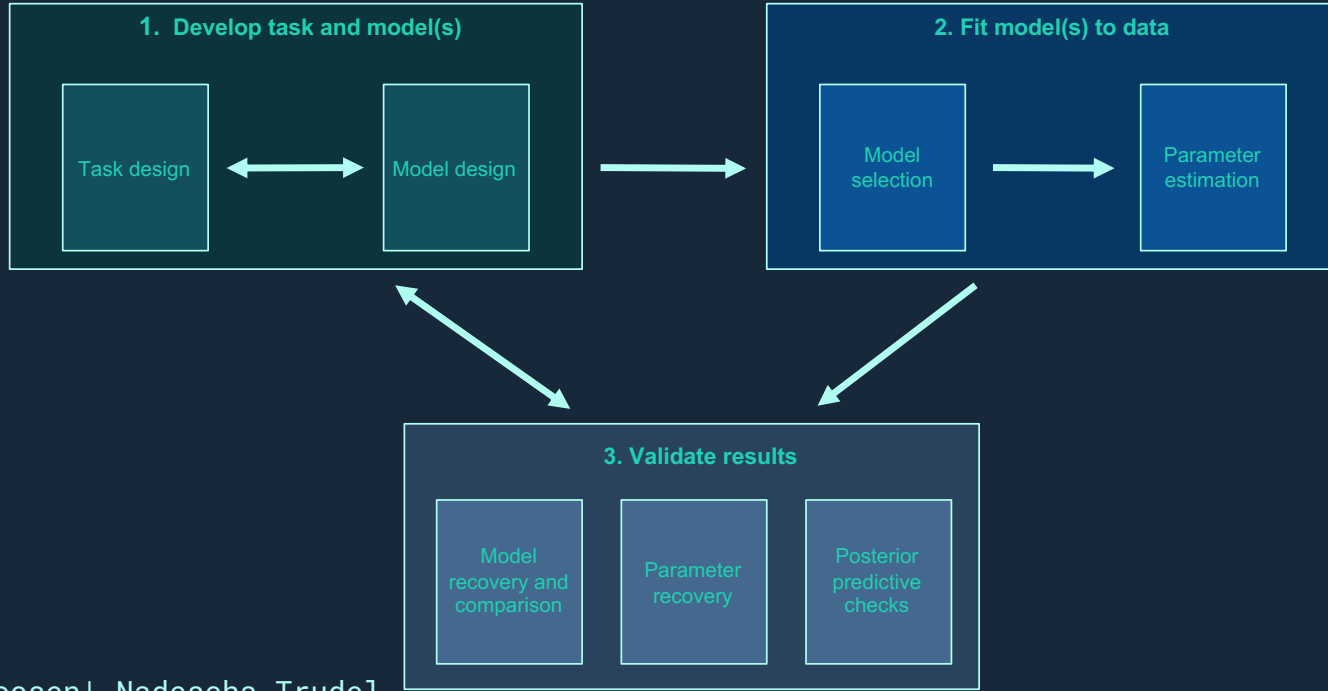 1. Develop task and model(s)
2. Fit model(s) to data
Task design
Model design
Model
selection
Parameter
estimation
3. Validate results
Model
recovery and
comparison
Parameter
recovery
Posterior
predictive
checks
Trudel